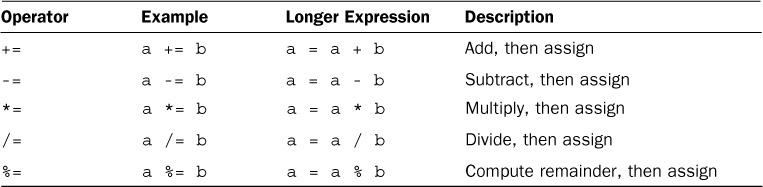 Operator Example Longer Expression Description
+= a += b a = a + b Add, then assign
-= a -= b a = a - b Subtract, then assign
*= a *= b a = a * b Multiply, then assign
/= a /= b a = a / b Divide, then assign
%= a %= b a = a % b Compute remainder, then assign